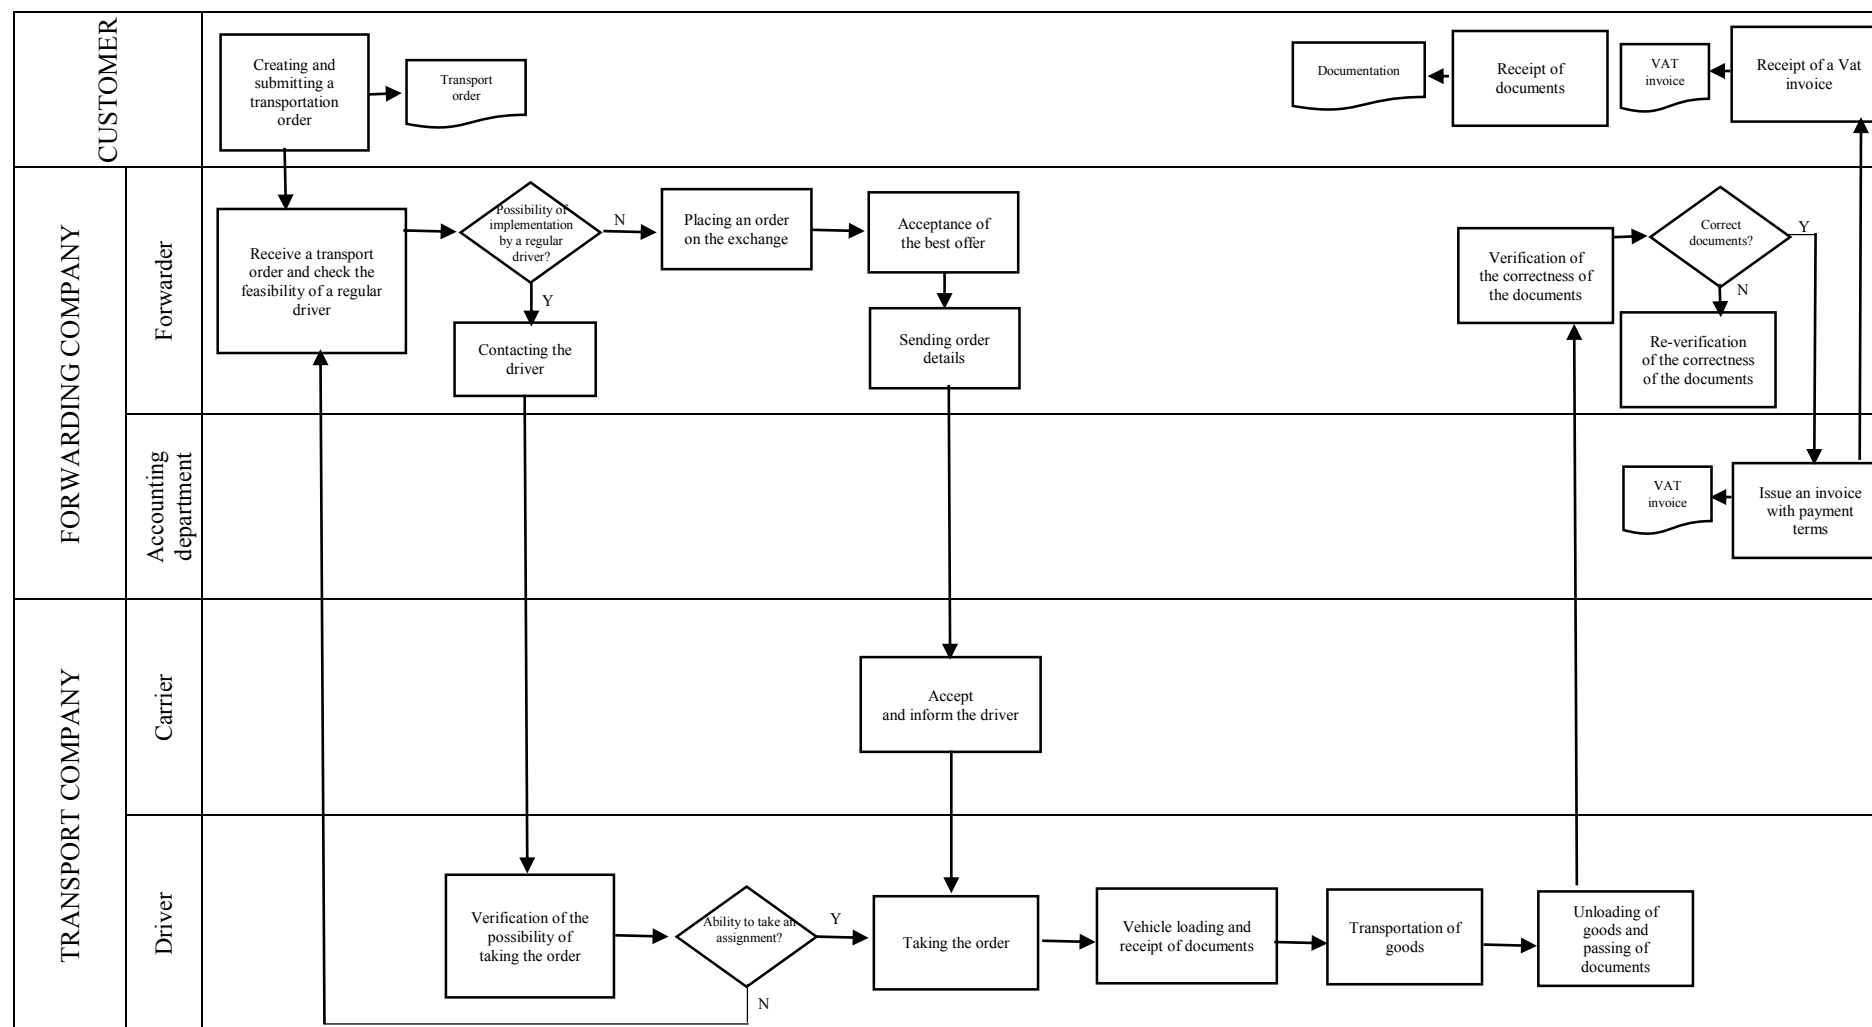 CUSTOMER
Creating and
submitting a
transportation
order
Transport
order
Documentation
Receipt of
documents
VAT
invoice
Receipt of a Vat
invoice
FORWARDING COMPANY
Forwarder
Receive a transport
order and check the
feasibility of a regular
driver
Possibility of
implementation
by a regular
driver?
N
Y
Placing an order
on the exchange
Acceptance of
the best offer
Contacting the
driver
Sending order
details
Verification of
the correctness of
the documents
Correct
documents?
Y
N
Re-verification
of the correctness
of the documents
Accounting
department
VAT
invoice
Issue an invoice
with payment
terms
TRANSPORT COMPANY
Carrier
Accept
and inform the driver
Driver
Verification of the
possibility of
taking the order
Ability to take an
assignment?
Y
N
Taking the order
Vehicle loading and
receipt of documents
Transportation of
goods
Unloading of
goods and
passing of
documents